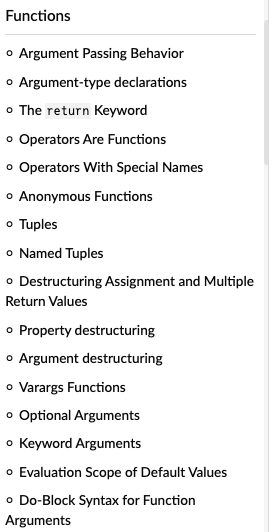 Functions
Argument Passing Behavior
Argument-type declarations
The return Keyword
Operators Are Functions
Operators With Special Names
Anonymous Functions
Tuples
Named Tuples
Destructuring Assignment and Multiple
Return Values
Property destructuring
Argument destructuring
Varargs Functions
Optional Arguments
Keyword Arguments
Evaluation Scope of Default Values
Do-Block Syntax for Function
Arguments